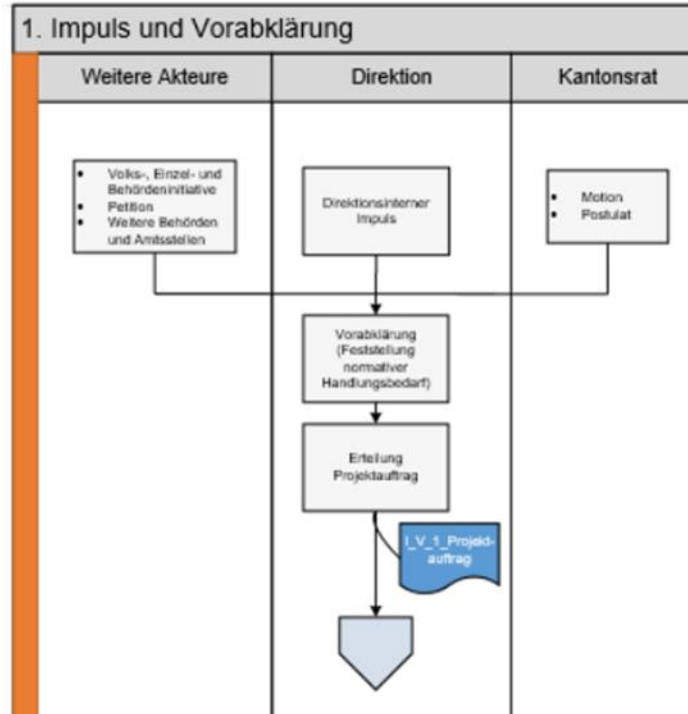 1. Impuls und Vorabklärung
Weitere Akteure
Direktion
Kantonsrat
• Volks-, Einzel- und
Behördeninitiative
• Petition
• Weitere Behörden
und Amtsstellen
Direktionsinterner
Impuls
• Motion
• Postulat
Vorabklärung
(Feststellung
normativer
Handlungsbedarf)
Erteilung
Projektauftrag
I_V_1_Projekt-
auftrag